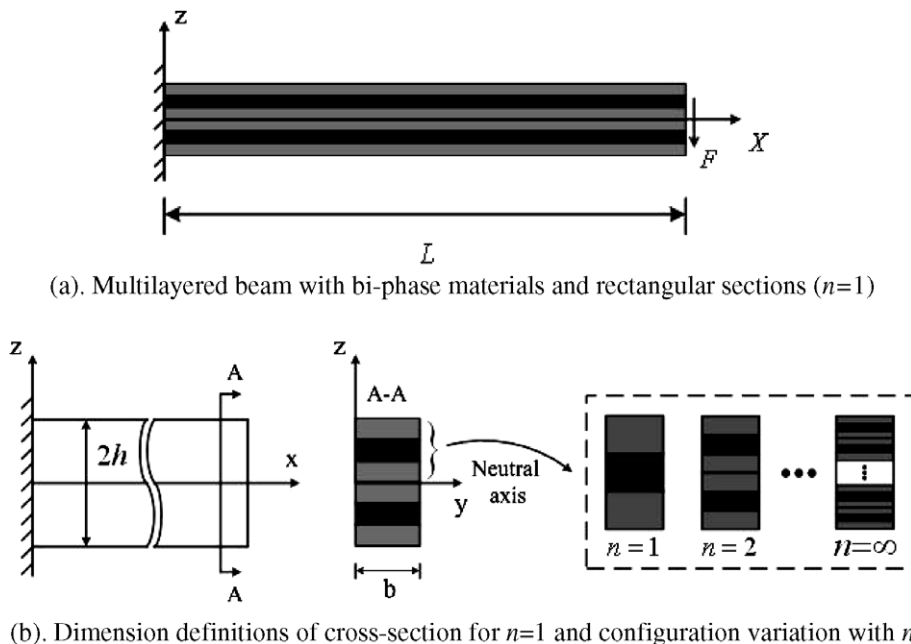 z
X
F
L
(a). Multilayered beam with bi-phase materials and rectangular sections (n=1)
z
A
2h
x
A
z
A-A
y
b
Neutral
axis
n = 1
n = 2
n=∞
(b). Dimension definitions of cross-section for n=1 and configuration variation with n